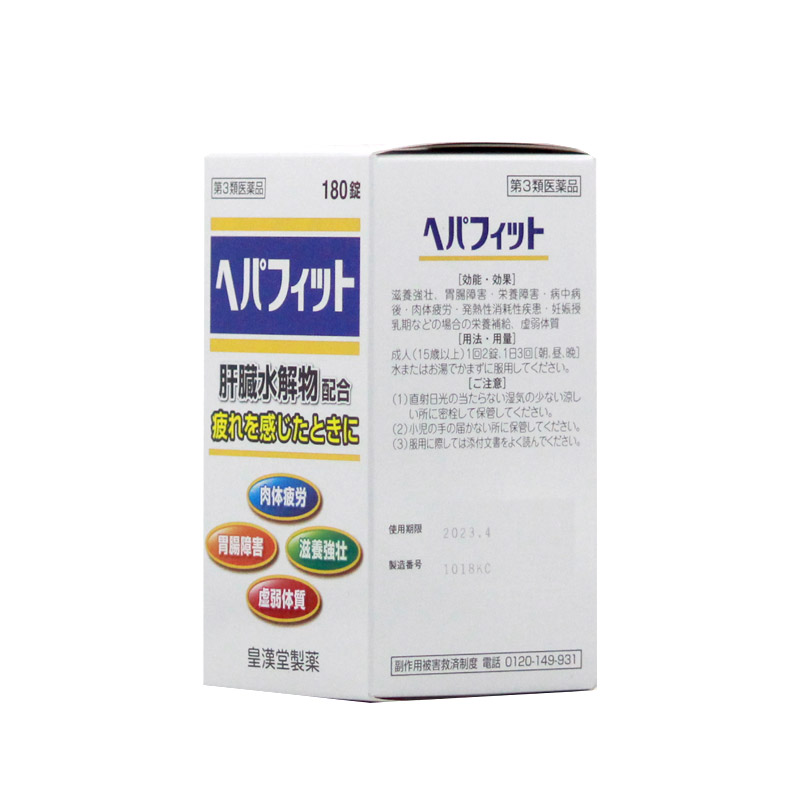 第3類医薬品
180錠
ヘパフィット
肝臓水解物配合
疲れを感じたときに
肉体疲労
胃腸障害
滋養強壮
虚弱体質
皇漢堂製薬
第3類医薬品
ヘパフィット
[効能・効果]
滋養強壮、胃腸障害・栄養障害・病中病
後・肉体疲労・発熱性消耗性疾患・妊娠授
乳期などの場合の栄養補給、虚弱体質
[用法・用量]
成人(15歳以上)1回2錠、1日3回[朝、昼、晩]
水またはお湯でかまずに服用してください。
[ご注意]
(1)直射日光の当たらない湿気の少ない涼し
い所に密栓して保管してください。
(2)小児の手の届かない所に保管してください。
(3)服用に際しては添付文書をよく読んでください。
使用期限 2023.4
製造番号 1018KC
副作用被害救済制度 電話 0120-149-931